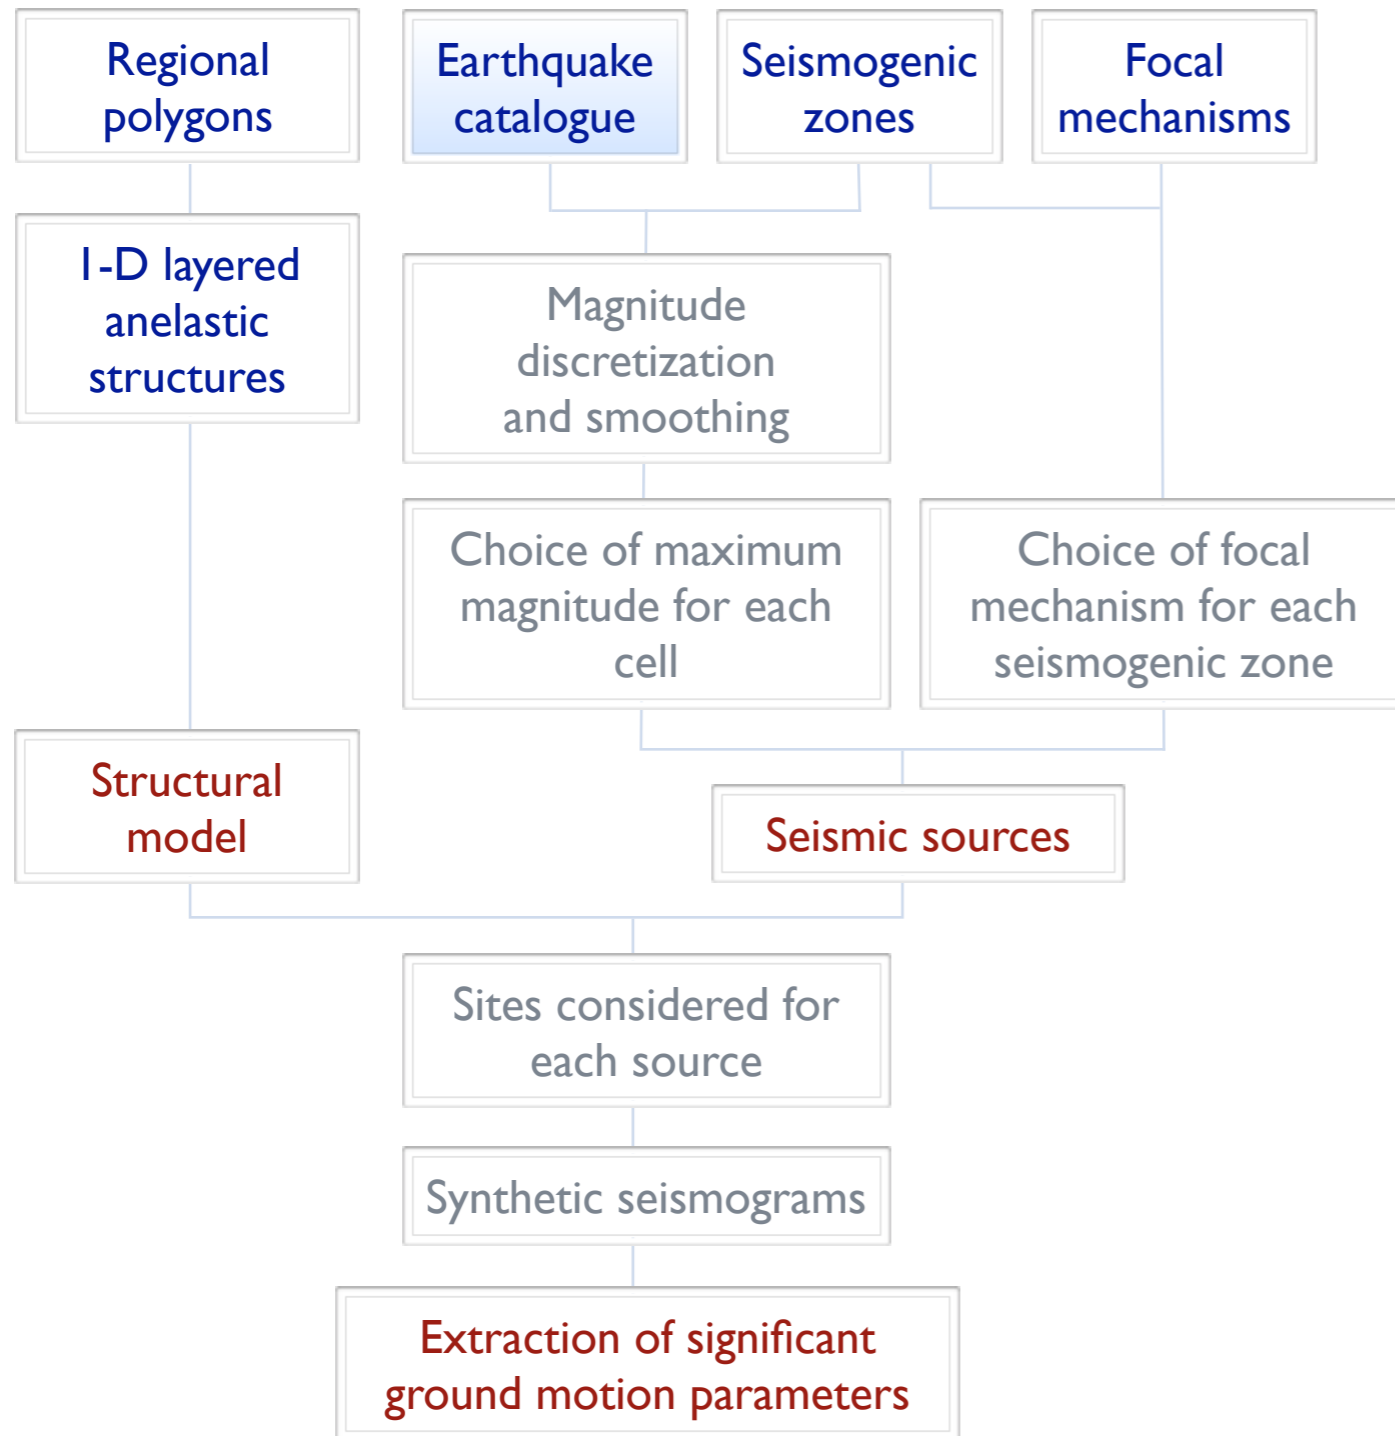 Regional
polygons
Earthquake
catalogue
Seismogenic
zones
Focal
mechanisms
1-D layered
anelastic
structures
Magnitude
discretization
and smoothing
Choice of maximum
magnitude for each
cell
Choice of focal
mechanism for each
seismogenic zone
Structural
model
Seismic sources
Sites considered for
each source
Synthetic seismograms
Extraction of significant
ground motion parameters